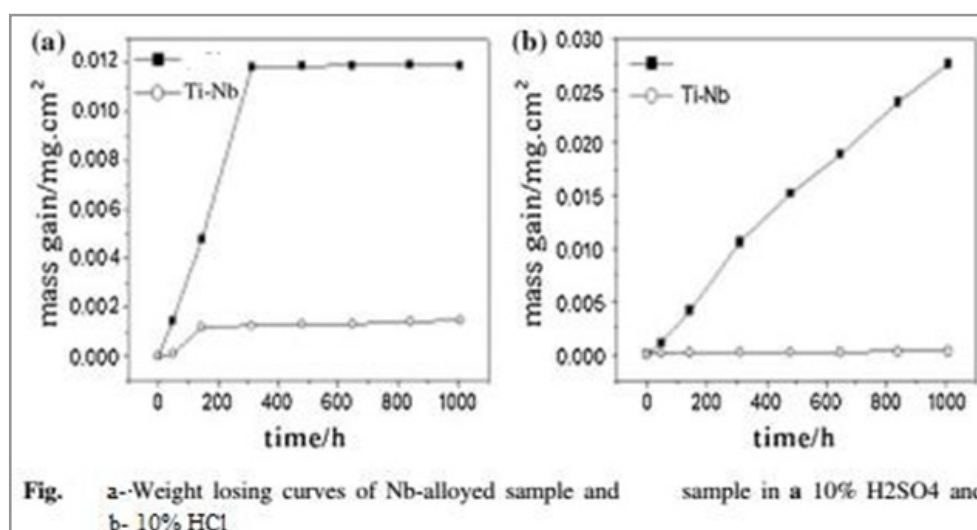 (a)
0.012
0.010
0.008
0.006
0.004
0.002
0.000
mass gain/mg.cm²
Ti-Nb
0 200 400 600 800 1000
time/h
(b)
0.030
0.025
0.020
0.015
0.010
0.005
0.000
mass gain/mg.cm²
Ti-Nb
0 200 400 600 800 1000
time/h
Fig. a--Weight losing curves of Nb-alloyed sample and sample in a 10% H2SO4 and
b- 10% HCl